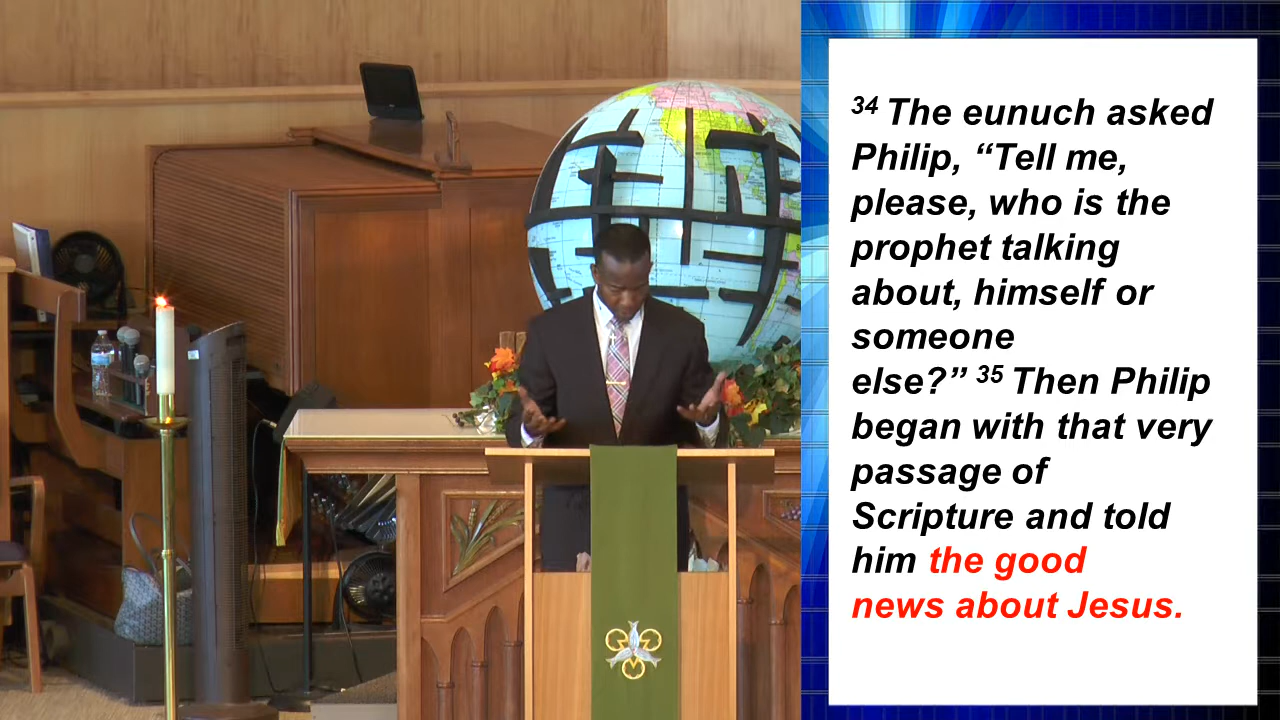 34 The eunuch asked
Philip, “Tell me,
please, who is the
prophet talking
about, himself or
someone
else?” 35 Then Philip
began with that very
passage of
Scripture and told
him the good
news about Jesus.